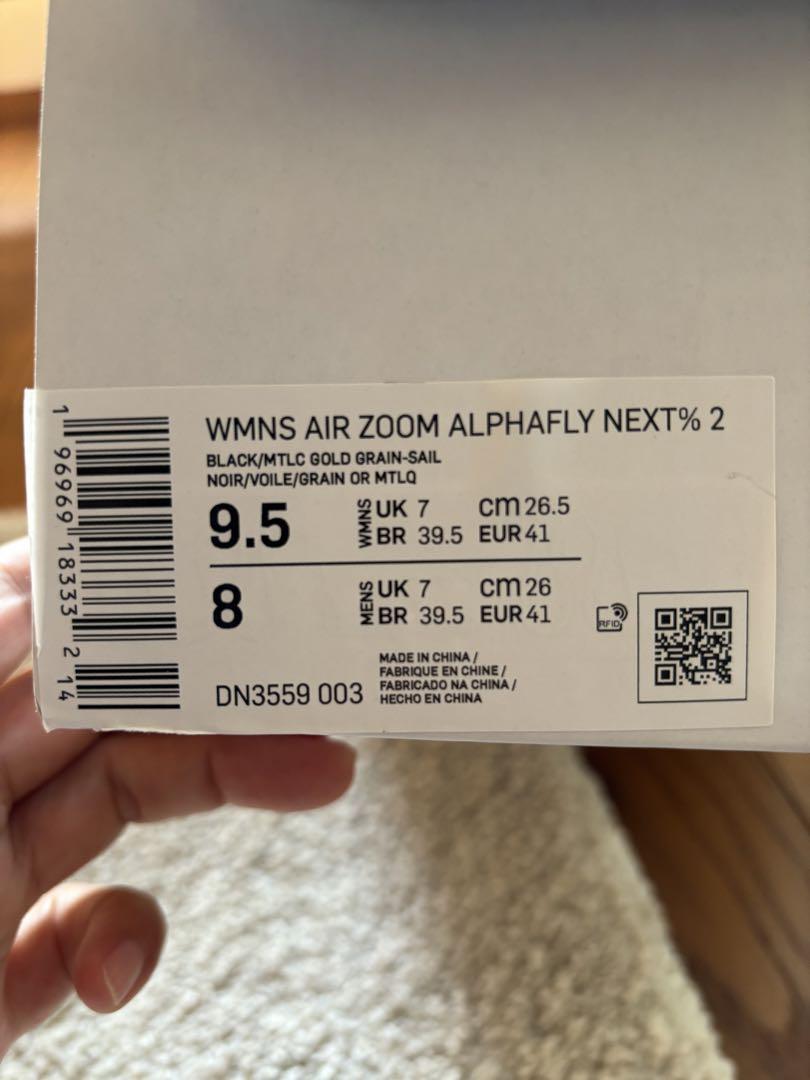 WMNS AIR ZOOM ALPHAFLY NEXT% 2
BLACK/MTLC GOLD GRAIN-SAIL
NOIR/VOILE/GRAIN OR MTLQ
9.5 WMNS UK 7 cm 26.5
BR 39.5 EUR 41
8 MENS UK 7 cm 26
BR 39.5 EUR 41
RFID
MADE IN CHINA /
FABRIQUE EN CHINE /
FABRICADO NA CHINA /
HECHO EN CHINA
DN3559 003
1 96969 18333 2 14